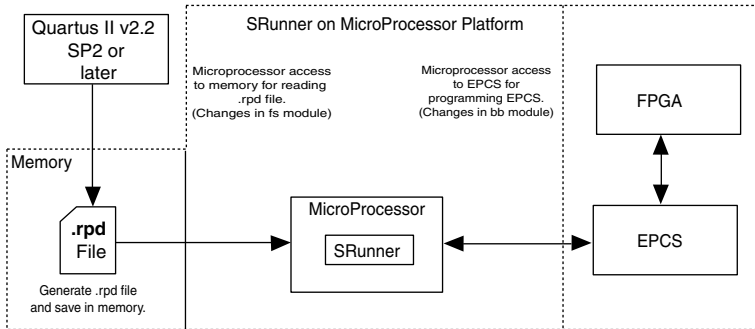 Quartus II v2.2
SP2 or
later
SRunner on MicroProcessor Platform
Microprocessor access
to memory for reading
.rpd file.
(Changes in fs module)
Microprocessor access
to EPCS for
programming EPCS.
(Changes in bb module)
FPGA
Memory
.rpd
File
MicroProcessor
SRunner
EPCS
Generate .rpd file
and save in memory.